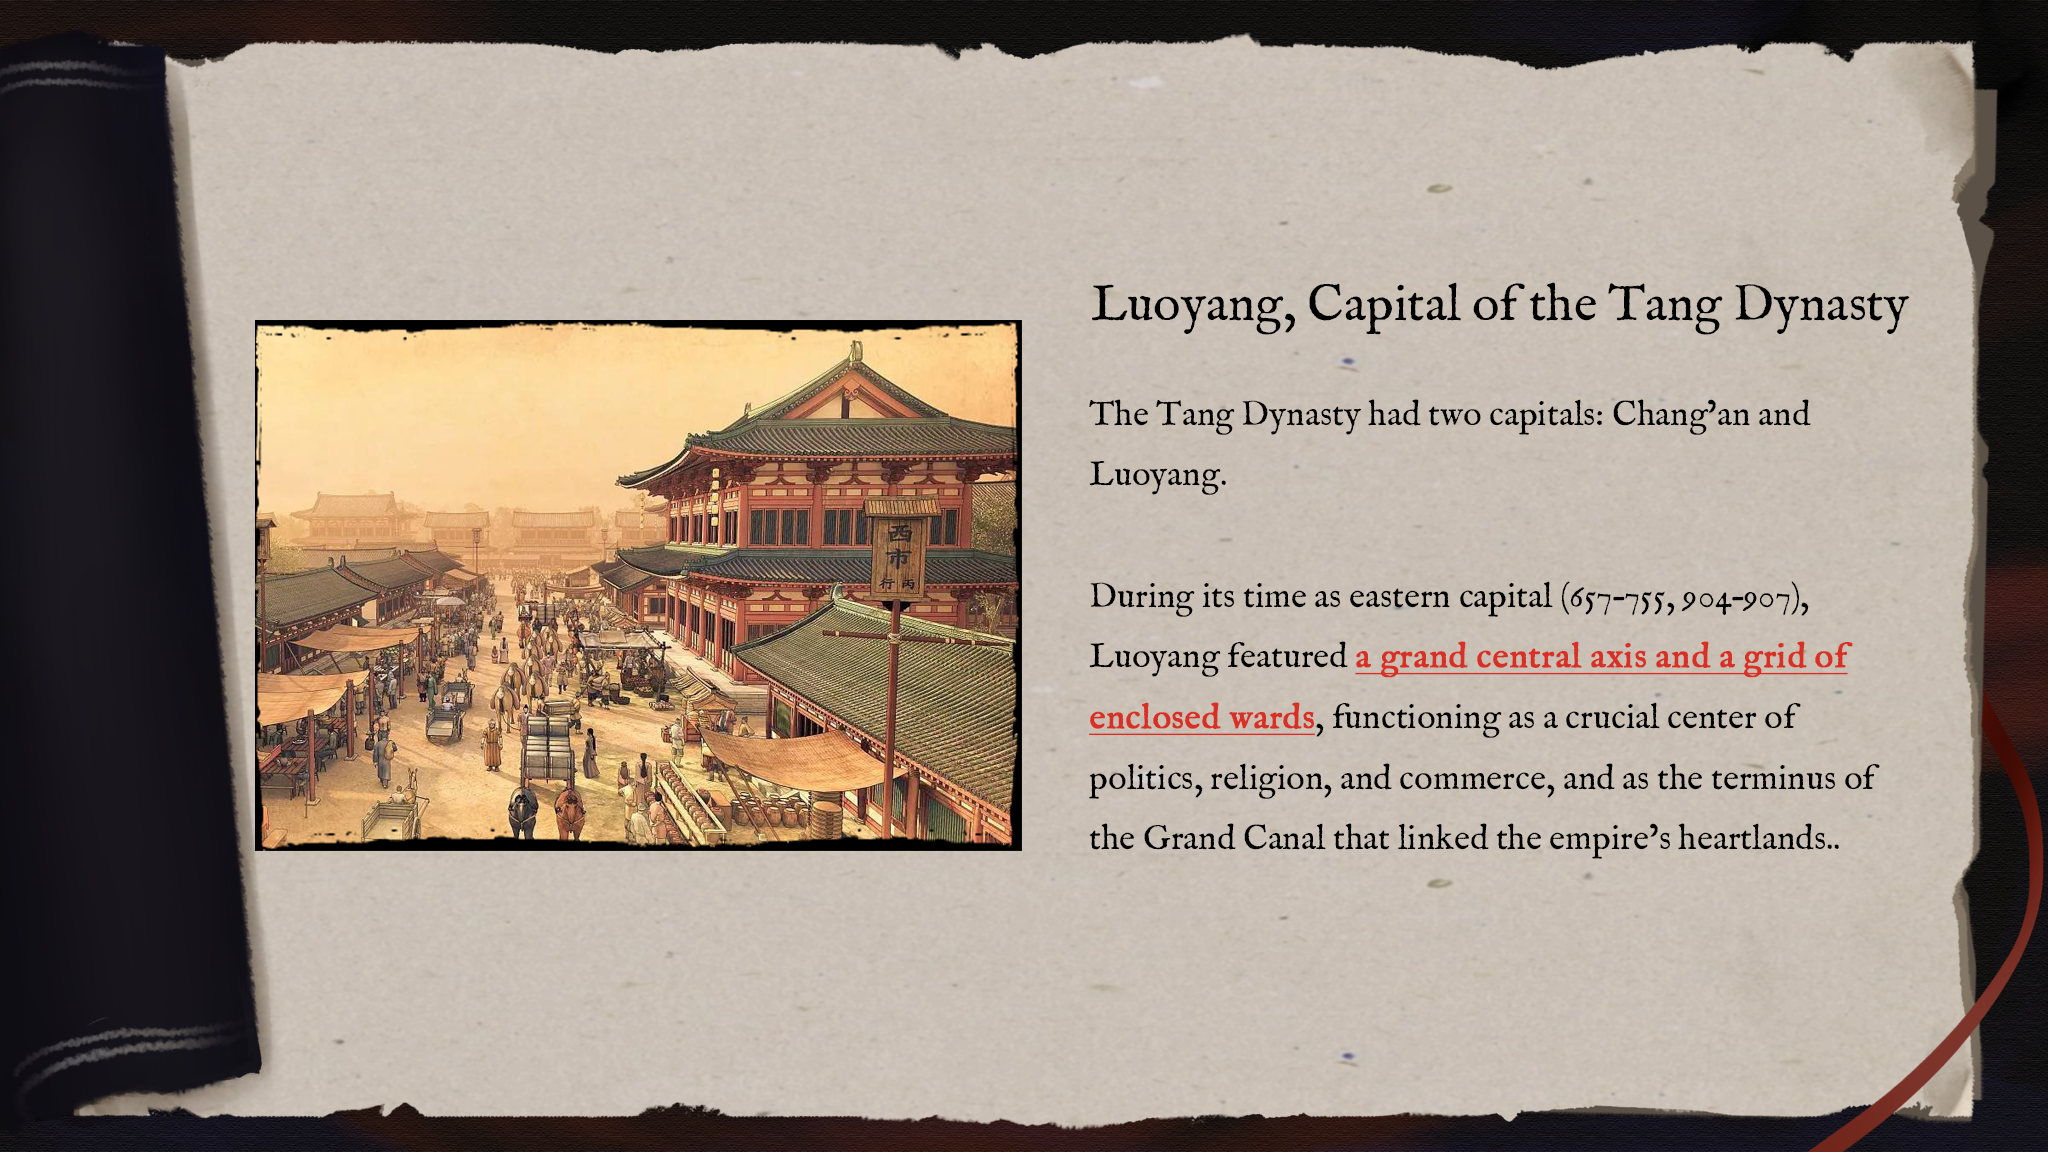 西
市
行 丙
Luoyang, Capital of the Tang Dynasty
The Tang Dynasty had two capitals: Chang’an and
Luoyang.
During its time as eastern capital (657-755, 904-907),
Luoyang featured a grand central axis and a grid of
enclosed wards, functioning as a crucial center of
politics, religion, and commerce, and as the terminus of
the Grand Canal that linked the empire’s heartlands..